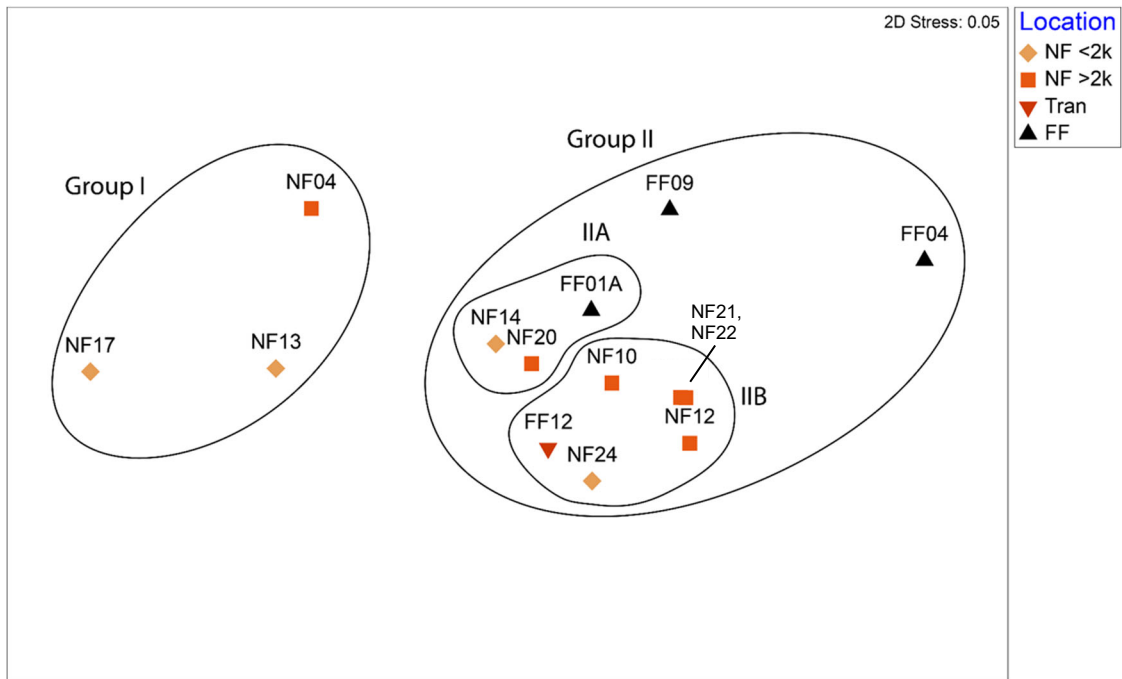 2D Stress: 0.05
Location
NF <2k
NF >2k
Tran
FF
Group I
NF04
NF17
NF13
Group II
FF09
FF04
IIA
FF01A
NF14
NF20
NF21,
NF22
NF10
IIB
NF12
FF12
NF24